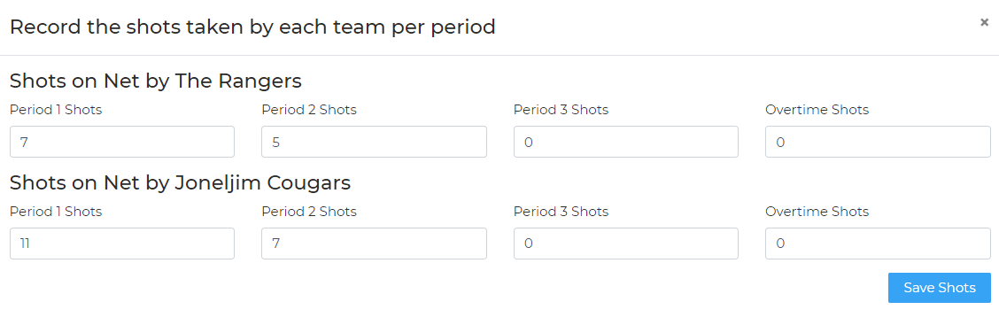 Record the shots taken by each team per period
×
Shots on Net by The Rangers
Period 1 Shots Period 2 Shots Period 3 Shots Overtime Shots
7 5 0 0
Shots on Net by Joneljim Cougars
Period 1 Shots Period 2 Shots Period 3 Shots Overtime Shots
11 7 0 0
Save Shots